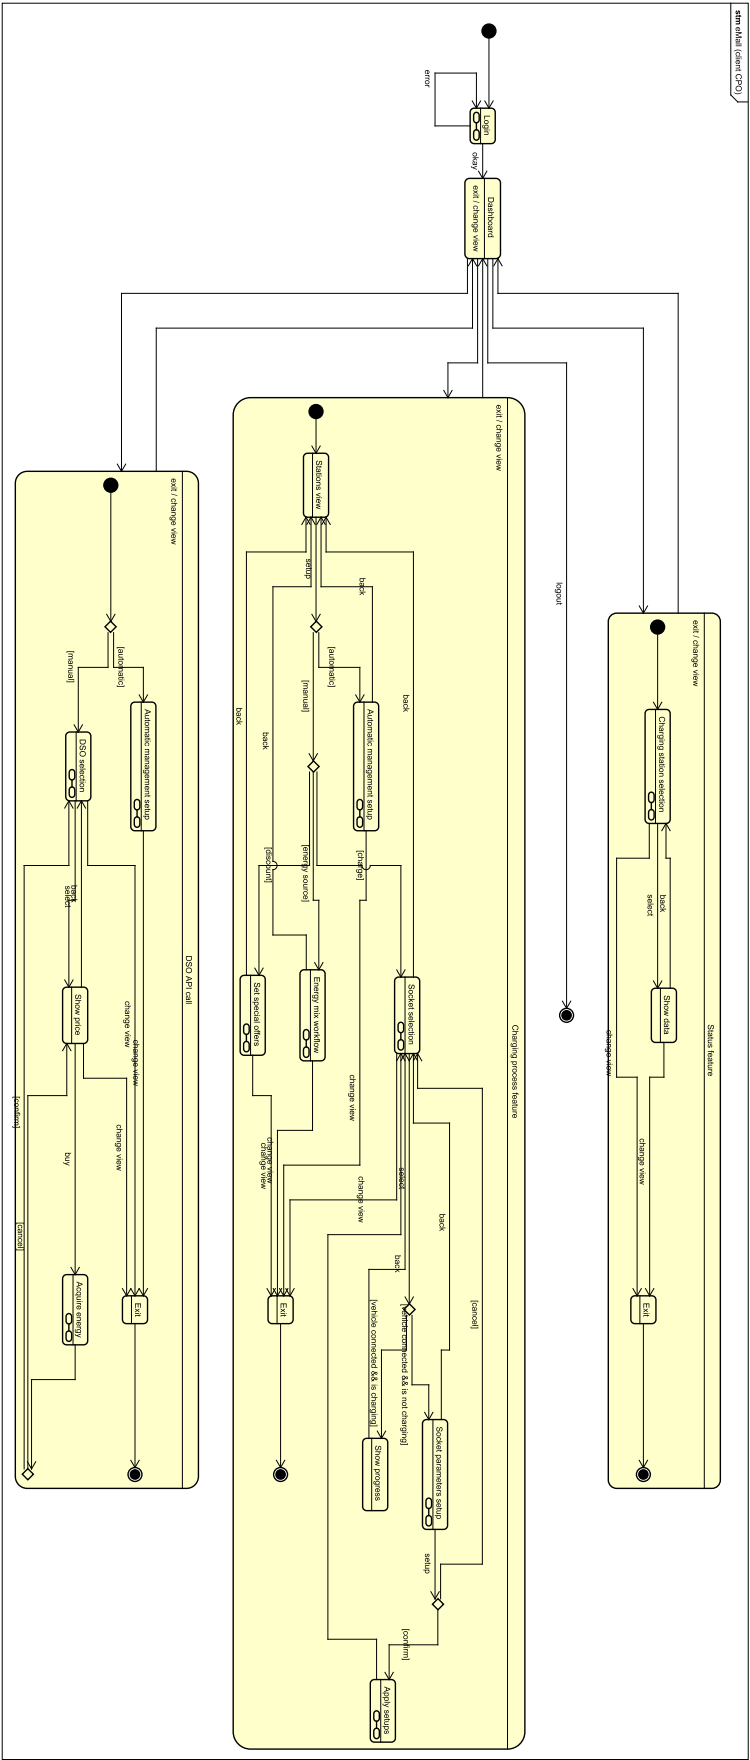 stm eMall (client CPO)
error
Login
okay
Dashboard
exit / change view
logout
Status feature
exit / change view
Charging station selection
back
select
Show data
change view
change view
Exit
Charging process feature
exit / change view
Stations view
setup
back
back
back
back
[automatic]
[manual]
Automatic management setup
[charge]
[energy source]
[discount]
Socket selection
Energy mix workflow
Set special offers
change view
change view
change view
change view
select
back
back
[cancel]
[vehicle connected && is not charging]
[vehicle connected && is charging]
Exit
Socket parameters setup
Show progress
setup
[confirm]
Apply setups
DSO API call
exit / change view
[automatic]
[manual]
Automatic management setup
DSO selection
back
select
Show price
change view
change view
change view
buy
[confirm]
[cancel]
Exit
Acquire energy